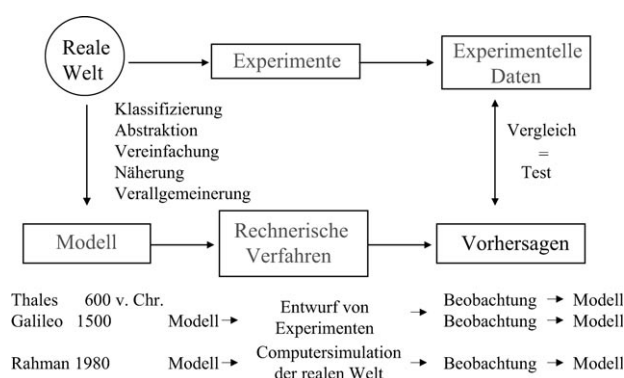 Reale
Welt
Experimente
Experimentelle
Daten
Klassifizierung
Abstraktion
Vereinfachung
Näherung
Verallgemeinerung
Vergleich
=
Test
Modell
Rechnerische
Verfahren
Vorhersagen
Thales 600 v. Chr.
Galileo 1500 Modell
Entwurf von
Experimenten
Beobachtung Modell
Beobachtung Modell
Rahman 1980 Modell
Computersimulation
der realen Welt
Beobachtung Modell